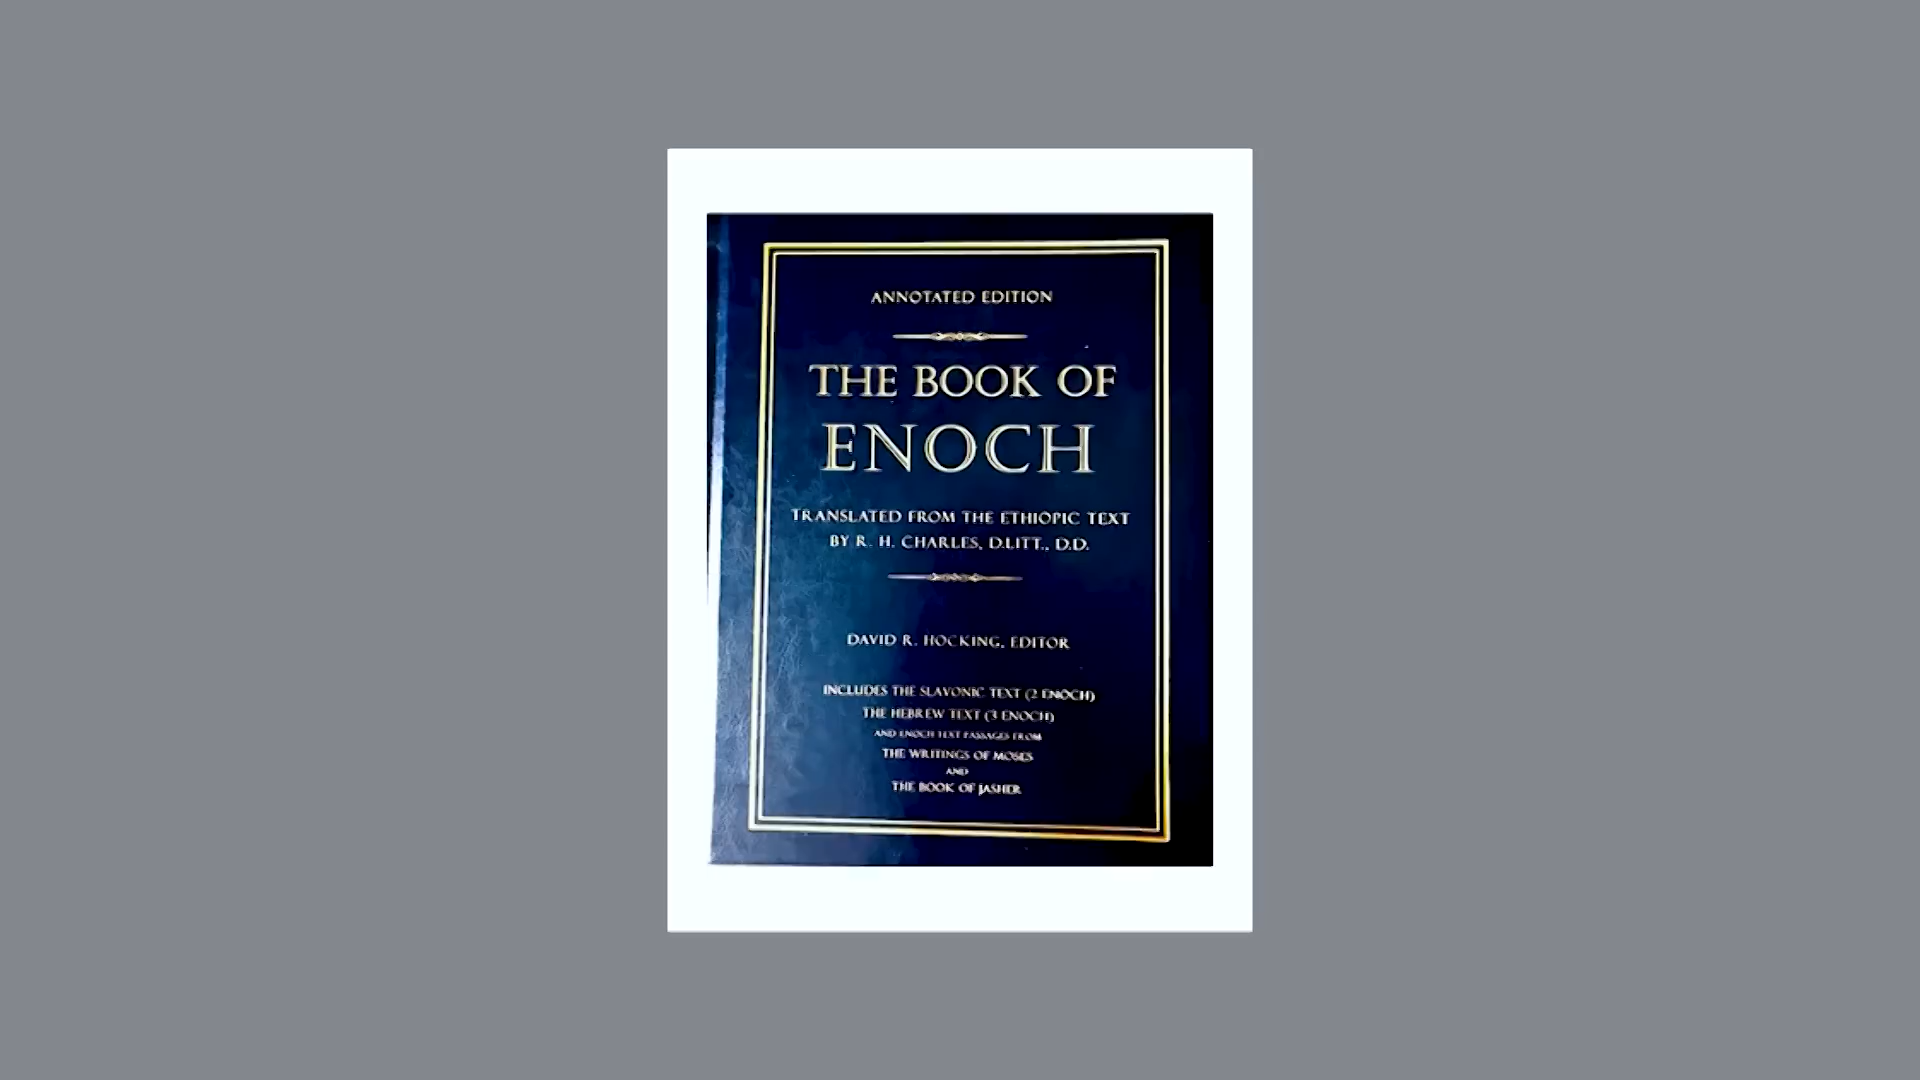 ANNOTATED EDITION
THE BOOK OF
ENOCH
TRANSLATED FROM THE ETHIOPIC TEXT
BY R. H. CHARLES, D.LITT., D.D.
DAVID R. HOCKING, EDITOR
INCLUDES THE SLAVONIC TEXT (2 ENOCH)
THE HEBREW TEXT (3 ENOCH)
AND ENOCH TEXT PASSAGES FROM
THE WRITINGS OF MOSES
AND
THE BOOK OF JASHER